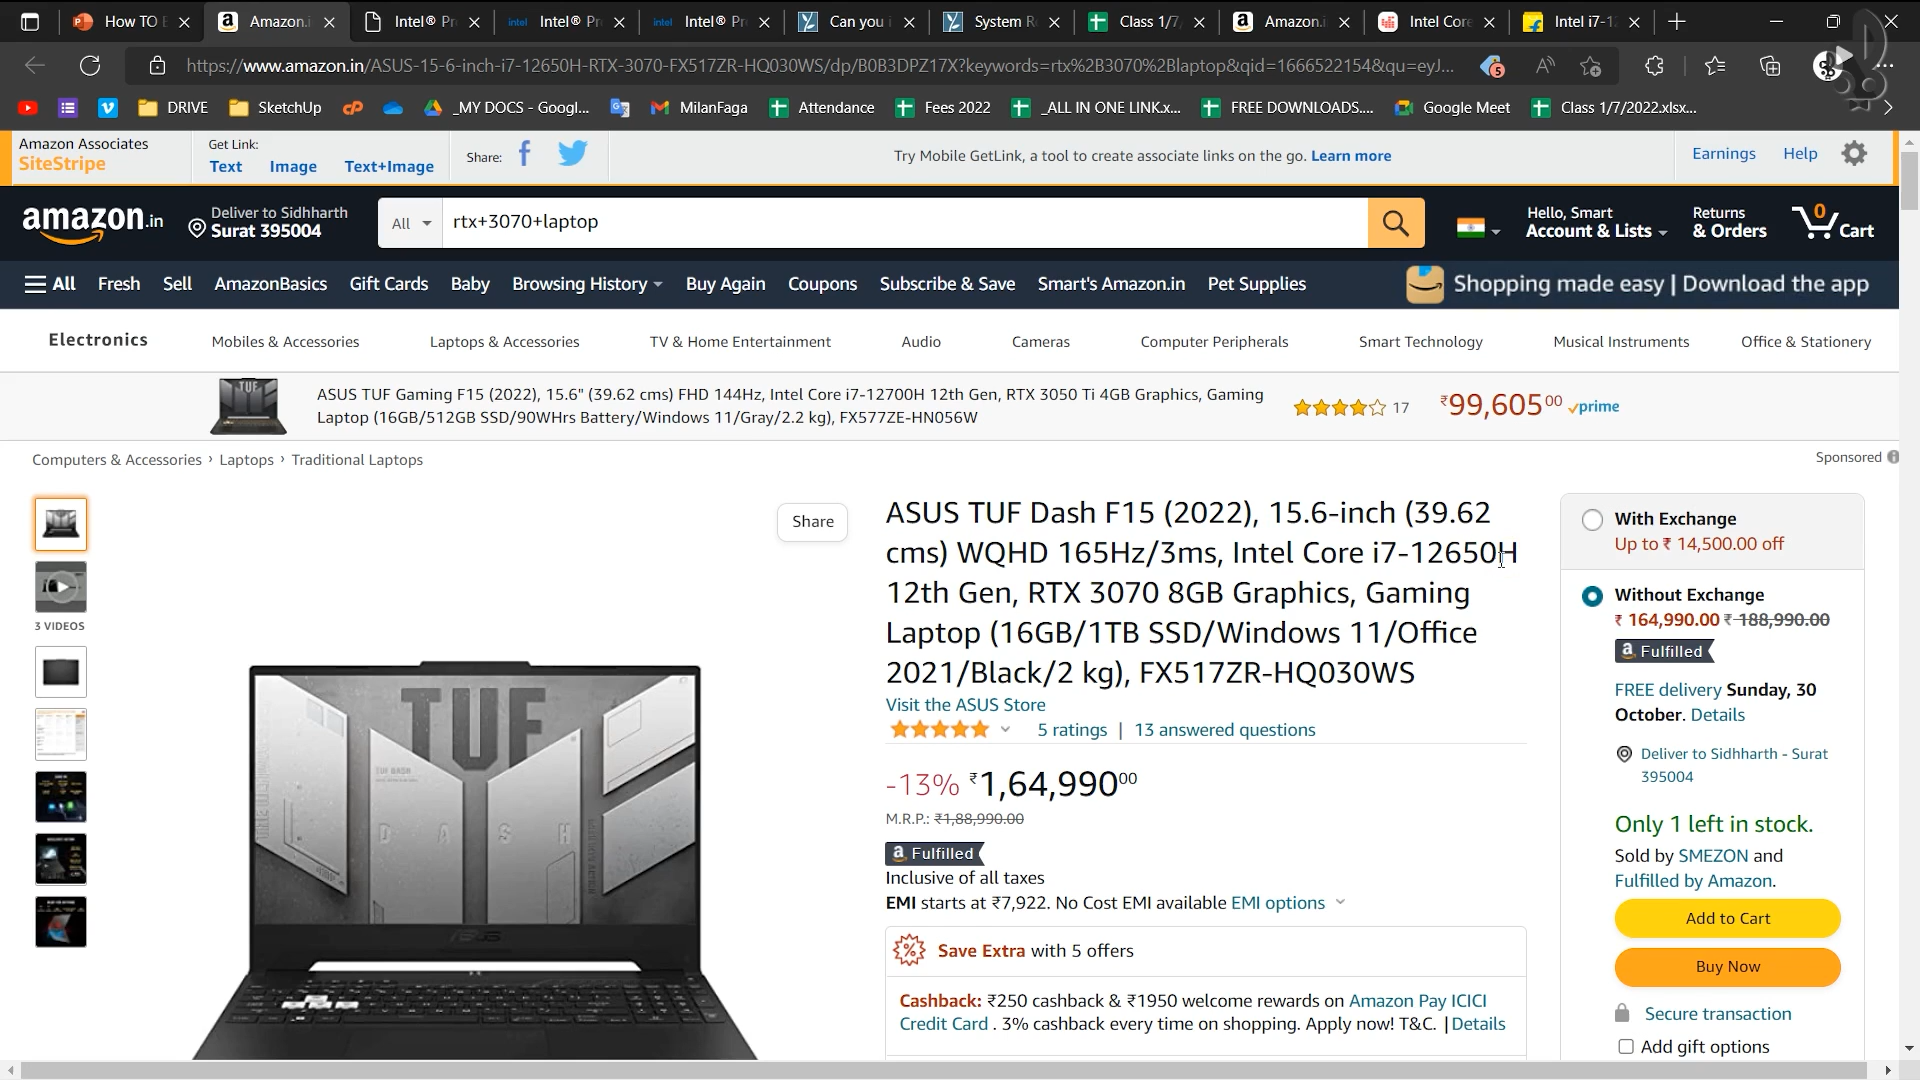 How TO E
Amazon.i
Intel® Pr
Intel® Pr
Intel® Pr
Can you i
System R
Class 1/7
Amazon.i
Intel Core
Intel i7-12
https://www.amazon.in/ASUS-15-6-inch-i7-12650H-RTX-3070-FX517ZR-HQ030WS/dp/B0B3DPZ17X?keywords=rtx%2B3070%2Blaptop&qid=1666522154&qu=eyJ...
5
DRIVE
SketchUp
_MY DOCS - Googl...
MilanFaga
Attendance
Fees 2022
_ALL IN ONE LINK.x...
FREE DOWNLOADS....
Google Meet
Class 1/7/2022.xlsx...
Amazon Associates
SiteStripe
Get Link:
Text
Image
Text+Image
Share:
Try Mobile GetLink, a tool to create associate links on the go. Learn more
Earnings
Help
amazon.in
Deliver to Sidhharth
Surat 395004
All
rtx+3070+laptop
Hello, Smart
Account & Lists
Returns
& Orders
0
Cart
All
Fresh
Sell
AmazonBasics
Gift Cards
Baby
Browsing History
Buy Again
Coupons
Subscribe & Save
Smart's Amazon.in
Pet Supplies
Shopping made easy | Download the app
Electronics
Mobiles & Accessories
Laptops & Accessories
TV & Home Entertainment
Audio
Cameras
Computer Peripherals
Smart Technology
Musical Instruments
Office & Stationery
TUF
ASUS TUF Gaming F15 (2022), 15.6" (39.62 cms) FHD 144Hz, Intel Core i7-12700H 12th Gen, RTX 3050 Ti 4GB Graphics, Gaming
Laptop (16GB/512GB SSD/90WHrs Battery/Windows 11/Gray/2.2 kg), FX577ZE-HN056W
17
₹99,60500
prime
Computers & Accessories › Laptops › Traditional Laptops
Sponsored
3 VIDEOS
Share
ASUS TUF Dash F15 (2022), 15.6-inch (39.62
cms) WQHD 165Hz/3ms, Intel Core i7-12650H
12th Gen, RTX 3070 8GB Graphics, Gaming
Laptop (16GB/1TB SSD/Windows 11/Office
2021/Black/2 kg), FX517ZR-HQ030WS
Visit the ASUS Store
5 ratings | 13 answered questions
-13% ₹1,64,99000
M.R.P.: ₹1,88,990.00
Fulfilled
Inclusive of all taxes
EMI starts at ₹7,922. No Cost EMI available EMI options
Save Extra with 5 offers
Cashback: ₹250 cashback & ₹1950 welcome rewards on Amazon Pay ICICI
Credit Card . 3% cashback every time on shopping. Apply now! T&C. |Details
TUF
TUF DASH
D A S H
ASUS
With Exchange
Up to ₹ 14,500.00 off
Without Exchange
₹ 164,990.00 ₹ 188,990.00
Fulfilled
FREE delivery Sunday, 30
October. Details
Deliver to Sidhharth - Surat
395004
Only 1 left in stock.
Sold by SMEZON and
Fulfilled by Amazon.
Add to Cart
Buy Now
Secure transaction
Add gift options